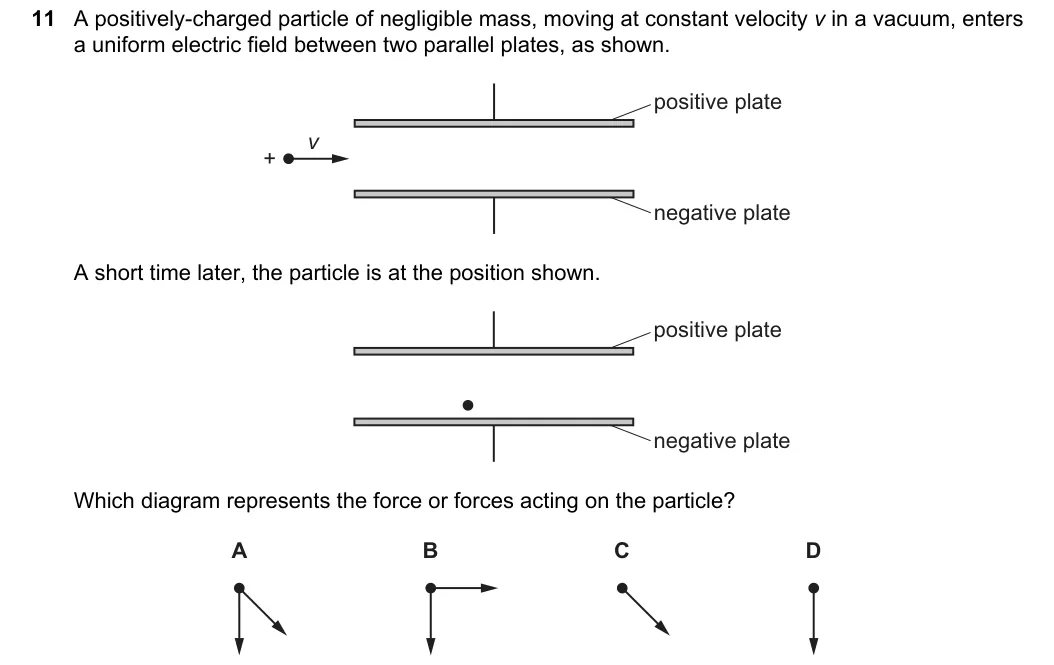 11 A positively-charged particle of negligible mass, moving at constant velocity v in a vacuum, enters
a uniform electric field between two parallel plates, as shown.
positive plate
v
+
negative plate
A short time later, the particle is at the position shown.
positive plate
negative plate
Which diagram represents the force or forces acting on the particle?
A B C D